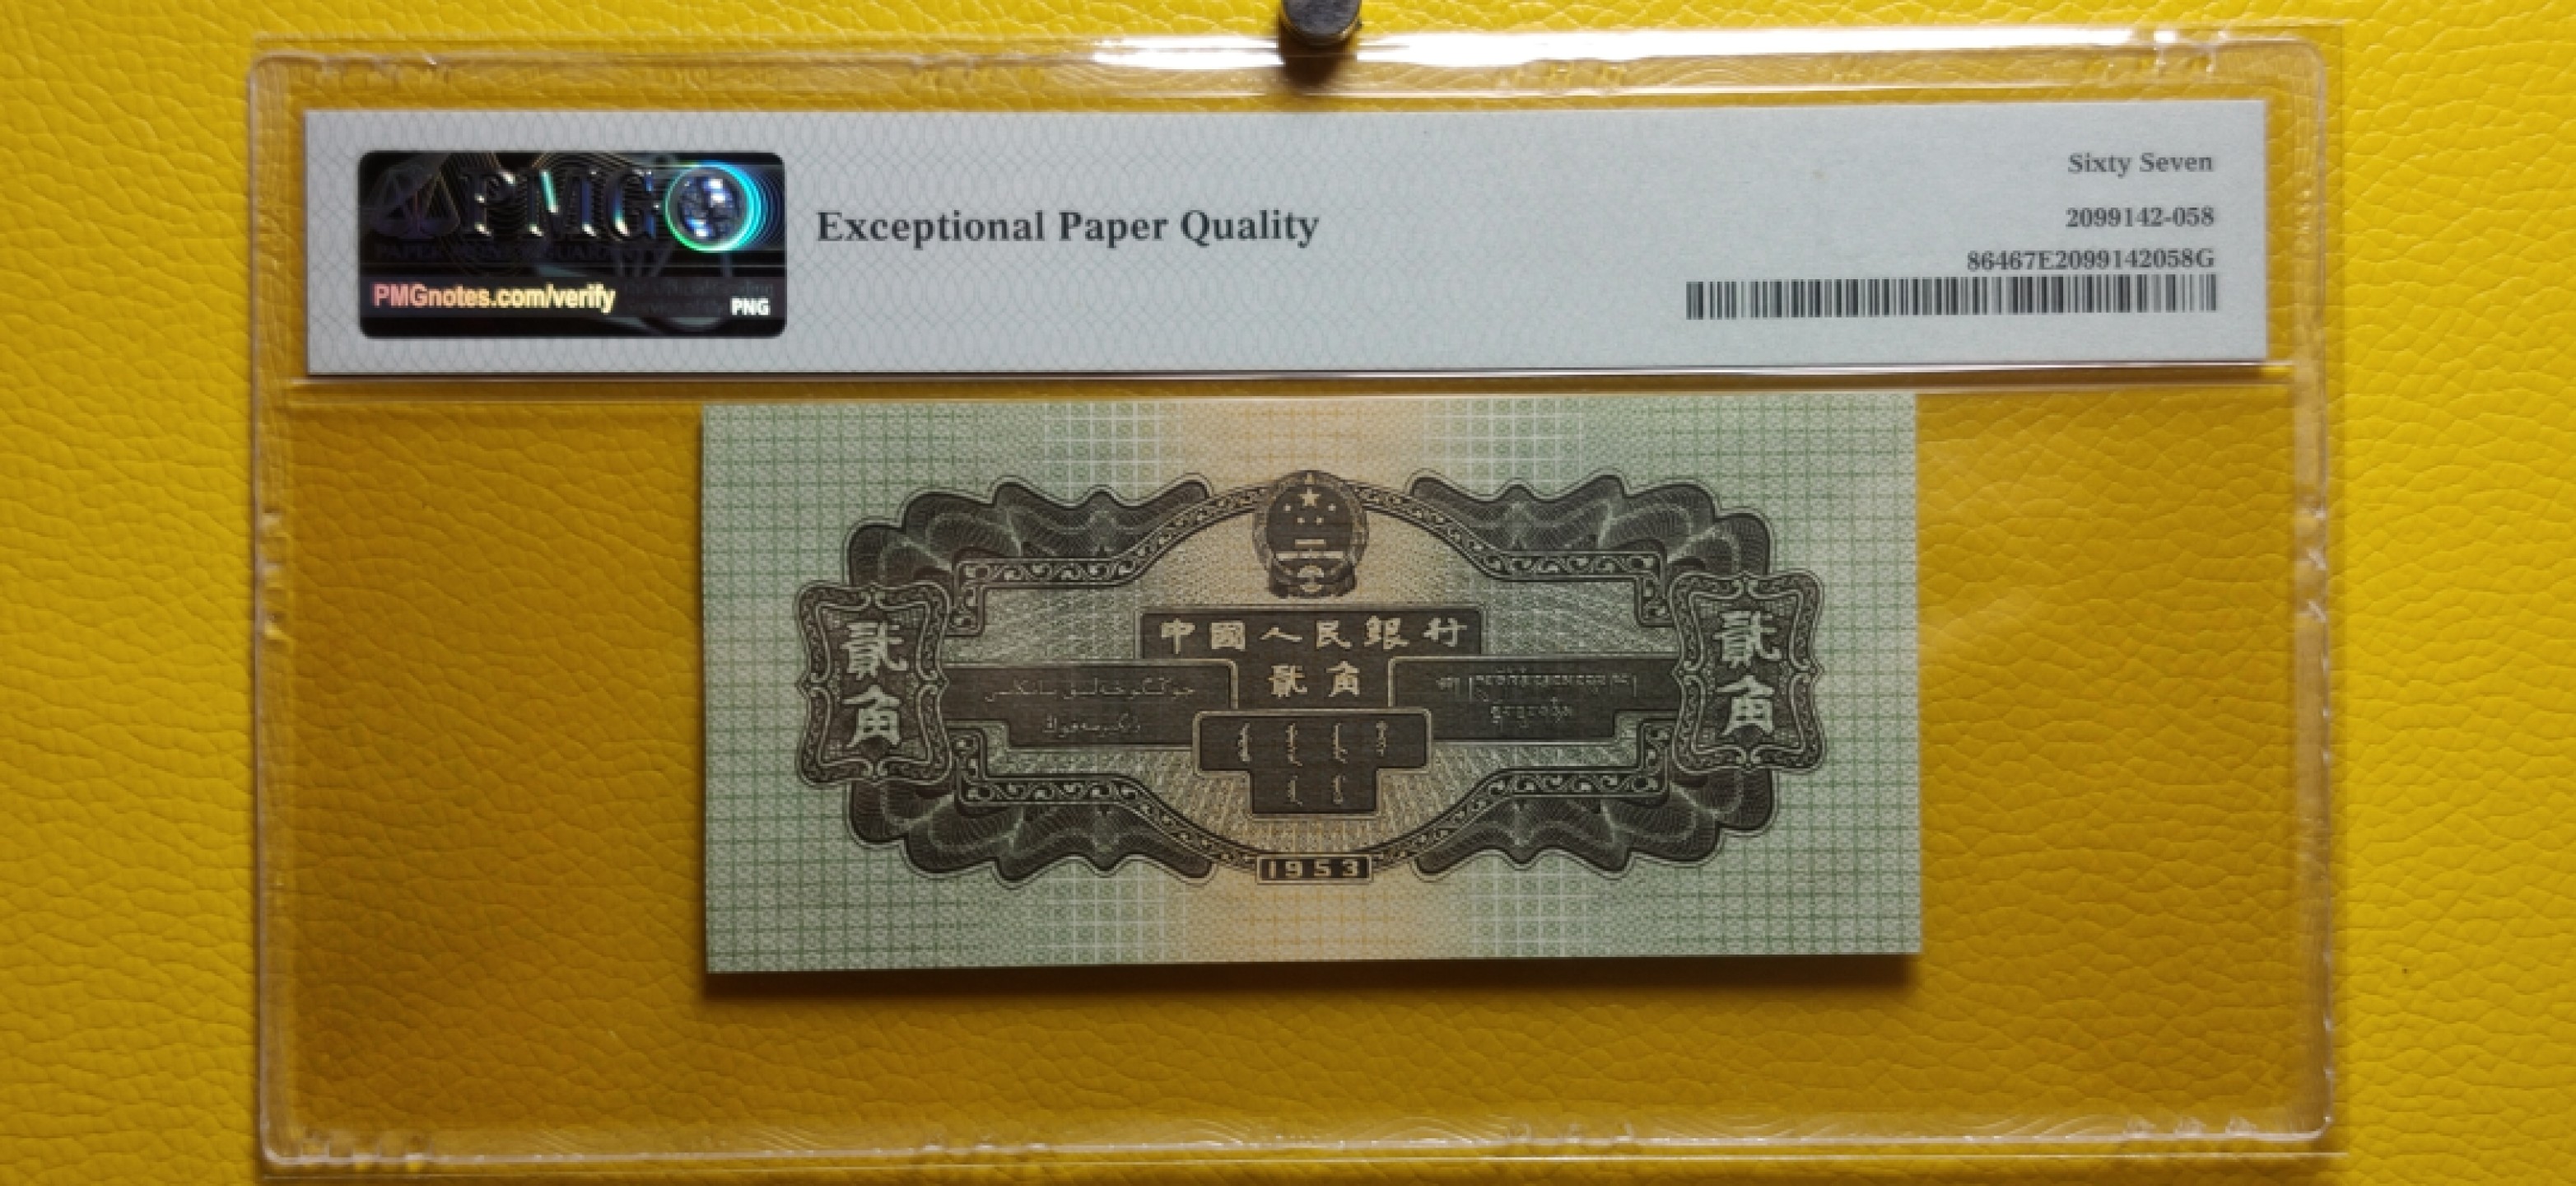 PMG
PMGnotes.com/verify
PNG
Exceptional Paper Quality
Sixty Seven
2099142-058
86467E2099142058G
中國人民銀行
貳角
貳角
貳角
1953